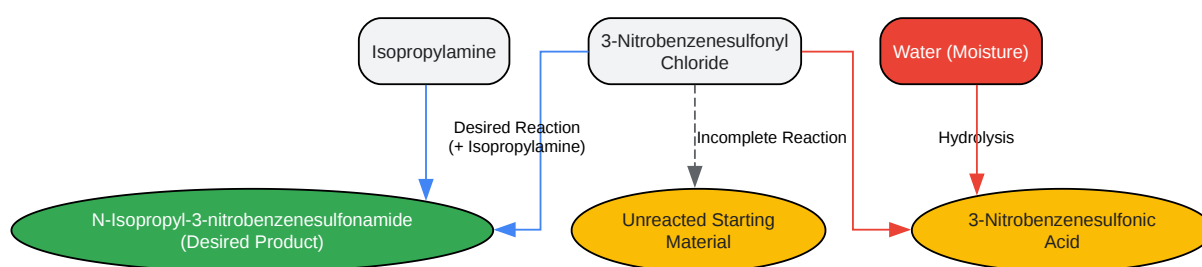 Isopropylamine
3-Nitrobenzenesulfonyl
Chloride
Water (Moisture)
Desired Reaction
(+ Isopropylamine)
Incomplete Reaction
Hydrolysis
N-Isopropyl-3-nitrobenzenesulfonamide
(Desired Product)
Unreacted Starting
Material
3-Nitrobenzenesulfonic
Acid